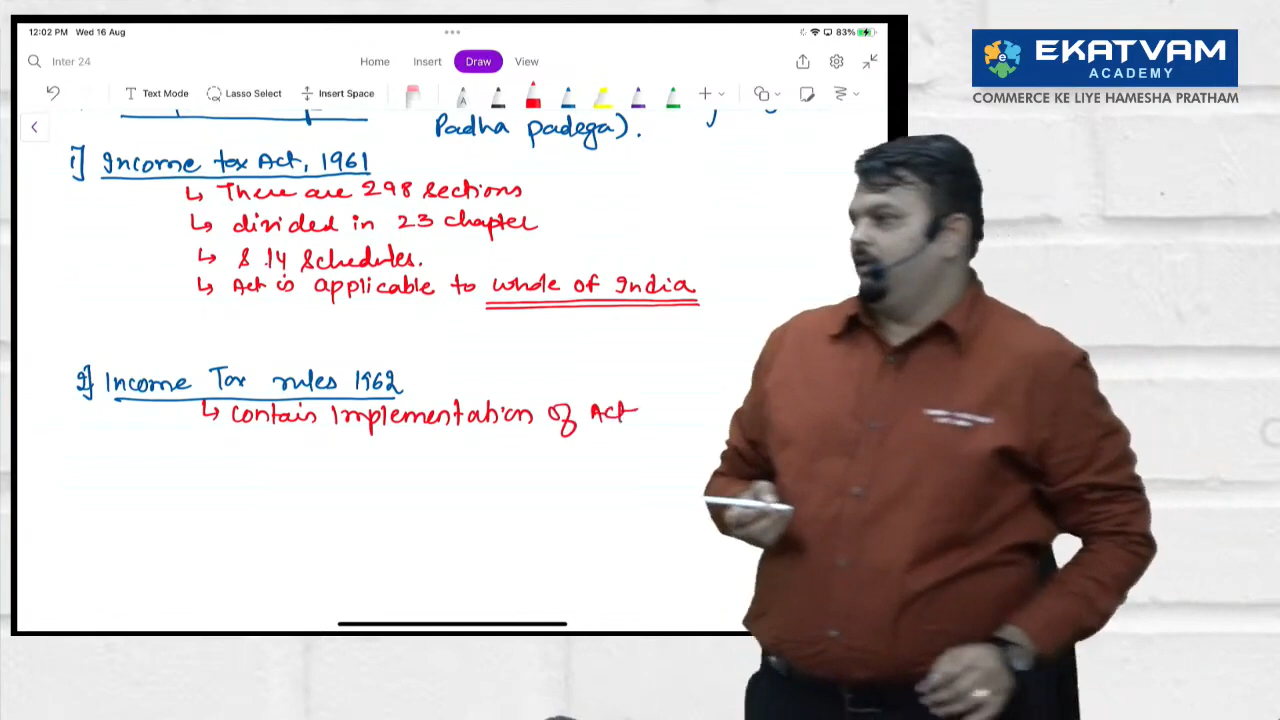 12:02 PM Wed 16 Aug
83%
Inter 24
Home Insert Draw View
Text Mode Lasso Select Insert Space
Padha padega).
1] Income tax Act, 1961
↳ There are 298 sections
↳ divided in 23 chapter
↳ & 14 Schedules.
↳ Act is applicable to whole of India
2] Income Tax rules 1962
↳ Contain Implementation of Act
EKATVAM
ACADEMY
COMMERCE KE LIYE HAMESHA PRATHAM